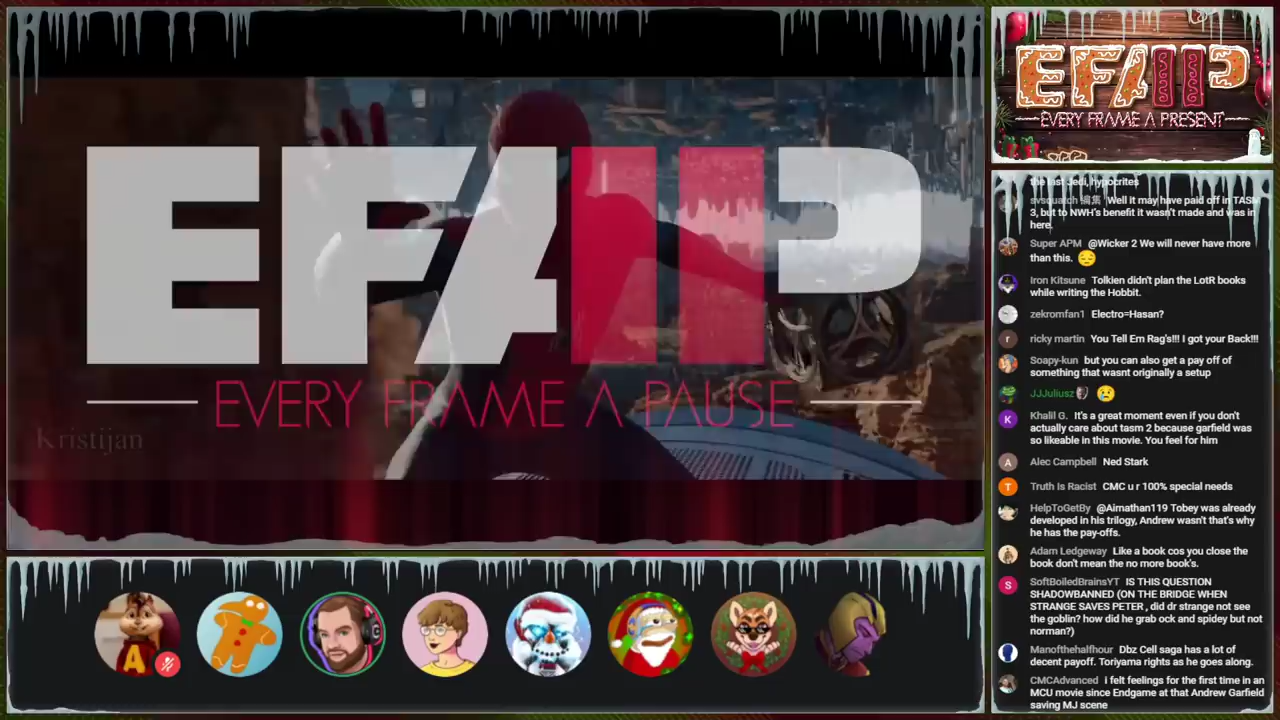 EFAP
EVERY FRAME A PAUSE
Kristijan
A
EFAP
EVERY FRAME A PRESENT
the last Jedi, hypocrites
svsquatch 編集 Well it may have paid off in TASM
3, but to NWH's benefit it wasn't made and was in
here.
Super APM @Wicker 2 We will never have more
than this.
Iron Kitsune Tolkien didn't plan the LotR books
while writing the Hobbit.
zekromfan1 Electro=Hasan?
ricky martin You Tell Em Rag's!!! I got your Back!!!
r
Soapy-kun but you can also get a pay off of
something that wasnt originally a setup
JJJuliusz
Khalil G. It's a great moment even if you don't
K
actually care about tasm 2 because garfield was
so likeable in this movie. You feel for him
Alec Campbell Ned Stark
A
Truth Is Racist CMC u r 100% special needs
T
HelpToGetBy @Airnathan119 Tobey was already
developed in his trilogy, Andrew wasn't that's why
he has the pay-offs.
Adam Ledgeway Like a book cos you close the
book don't mean the no more book's.
SoftBoiledBrainsYT IS THIS QUESTION
S
SHADOWBANNED (ON THE BRIDGE WHEN
STRANGE SAVES PETER , did dr strange not see
the goblin? how did he grab ock and spidey but not
norman?)
Manofthehalfhour Dbz Cell saga has a lot of
decent payoff. Toriyama rights as he goes along.
CMCAdvanced i felt feelings for the first time in an
MCU movie since Endgame at that Andrew Garfield
saving MJ scene